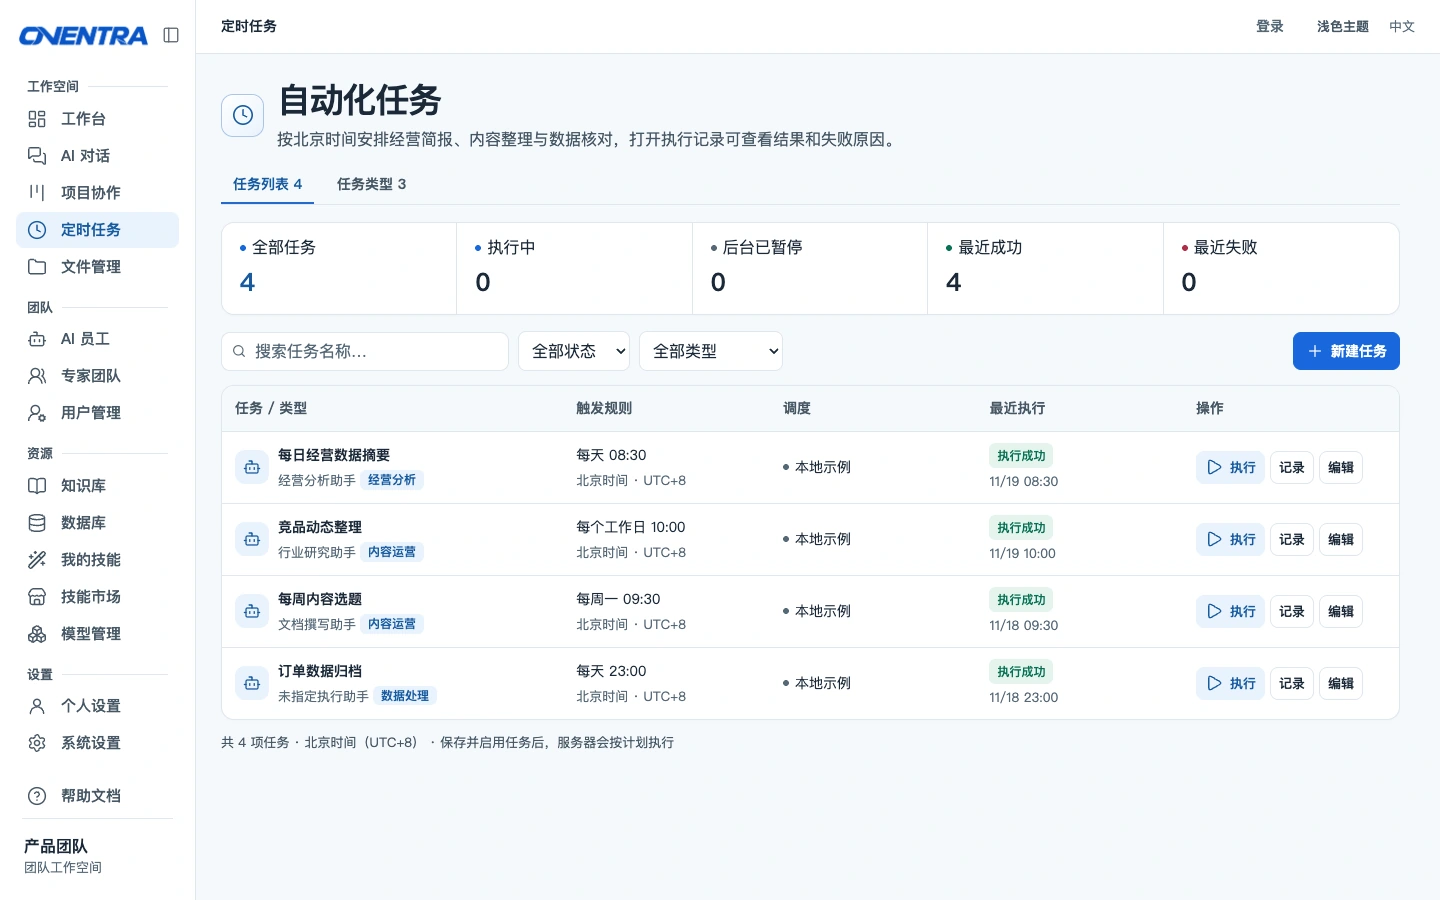 ONENTRA
工作空间
工作台
AI 对话
项目协作
定时任务
文件管理
团队
AI 员工
专家团队
用户管理
资源
知识库
数据库
我的技能
技能市场
模型管理
设置
个人设置
系统设置
帮助文档
产品团队
团队工作空间
定时任务
登录 浅色主题 中文
自动化任务
按北京时间安排经营简报、内容整理与数据核对，打开执行记录可查看结果和失败原因。
任务列表 4 任务类型 3
全部任务 执行中 后台已暂停 最近成功 最近失败
4 0 0 4 0
搜索任务名称… 全部状态 全部类型 新建任务
任务 / 类型 触发规则 调度 最近执行 操作
每日经营数据摘要 每天 08:30 本地示例 执行成功 执行 记录 编辑
经营分析助手 经营分析 北京时间 · UTC+8 11/19 08:30
竞品动态整理 每个工作日 10:00 本地示例 执行成功 执行 记录 编辑
行业研究助手 内容运营 北京时间 · UTC+8 11/19 10:00
每周内容选题 每周一 09:30 本地示例 执行成功 执行 记录 编辑
文档撰写助手 内容运营 北京时间 · UTC+8 11/18 09:30
订单数据归档 每天 23:00 本地示例 执行成功 执行 记录 编辑
未指定执行助手 数据处理 北京时间 · UTC+8 11/18 23:00
共 4 项任务 · 北京时间（UTC+8） · 保存并启用任务后，服务器会按计划执行